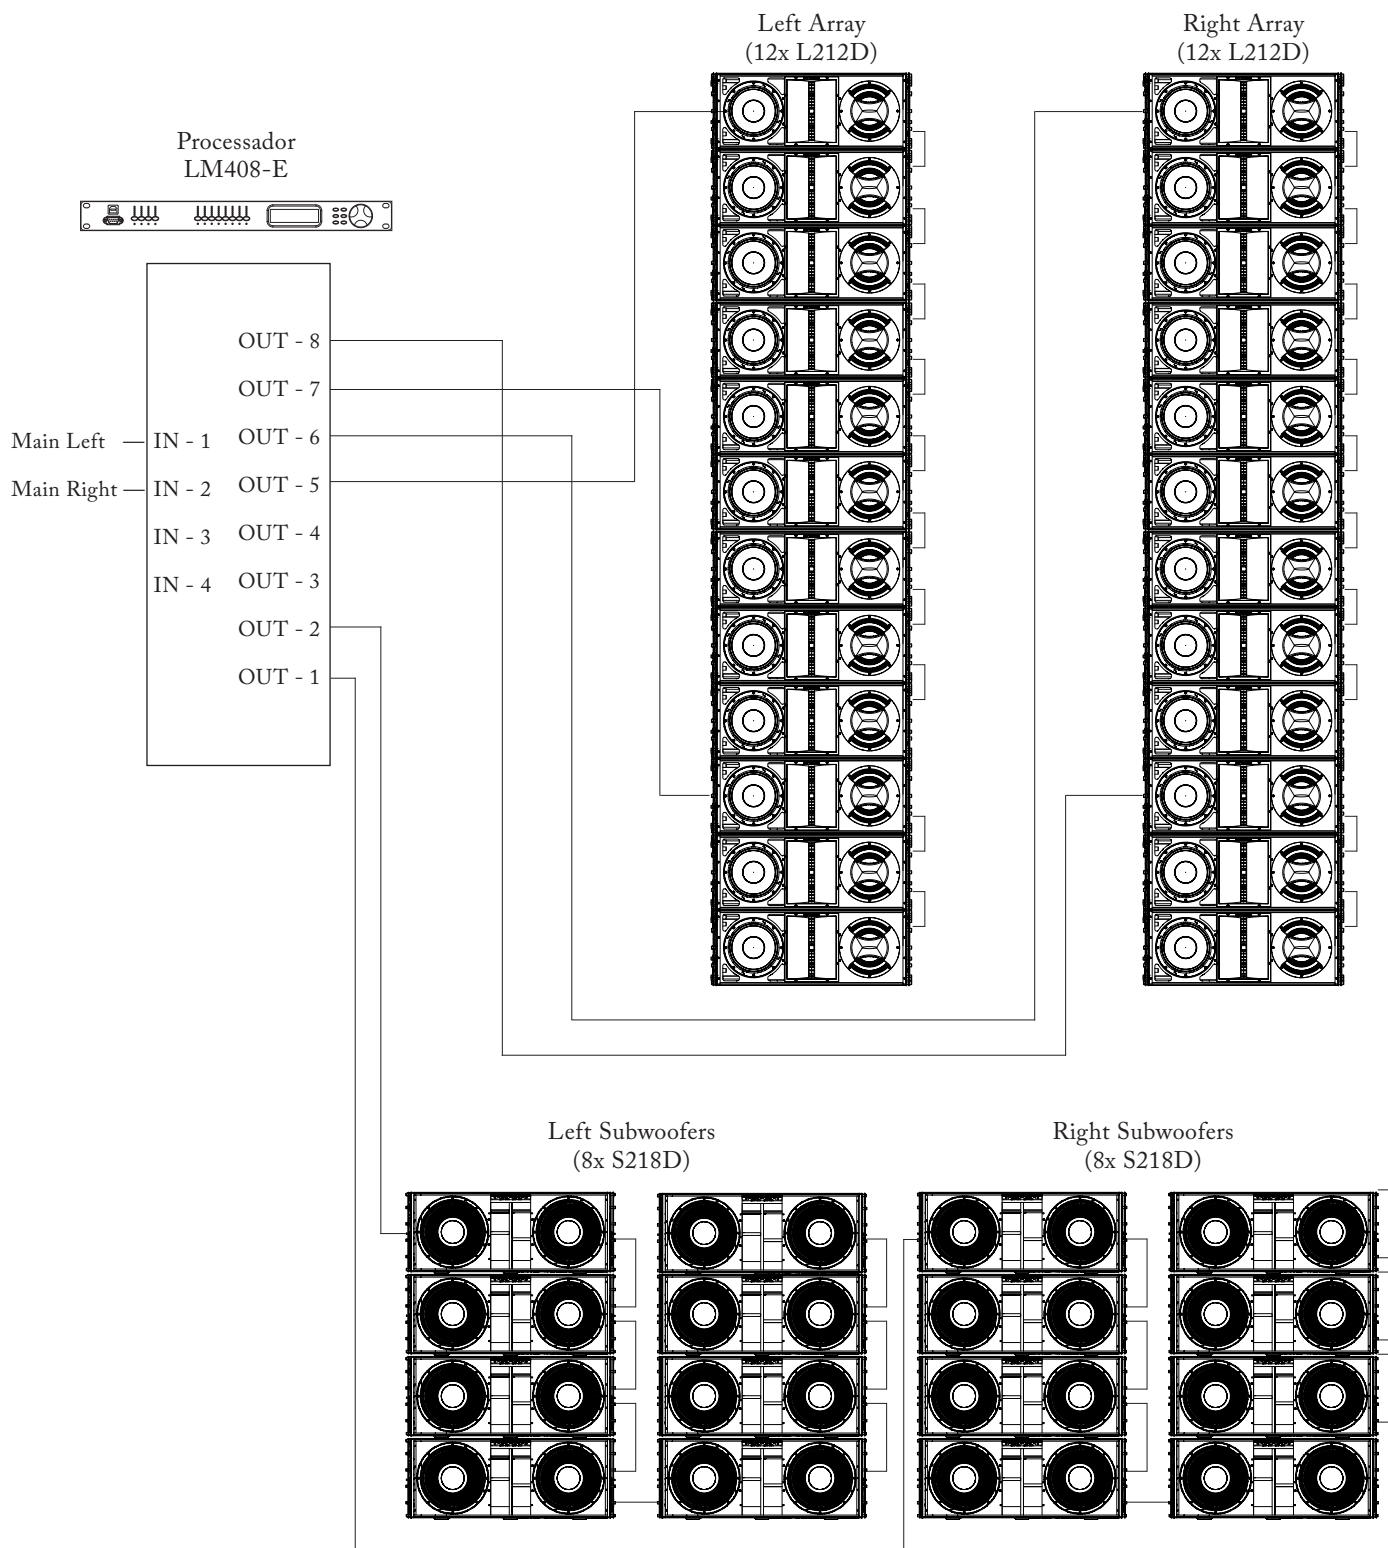 Left Array
(12x L212D)
Right Array
(12x L212D)
Processador
LM408-E
OUT - 8
OUT - 7
Main Left
IN - 1
OUT - 6
Main Right
IN - 2
OUT - 5
IN - 3
OUT - 4
IN - 4
OUT - 3
OUT - 2
OUT - 1
Left Subwoofers
(8x S218D)
Right Subwoofers
(8x S218D)